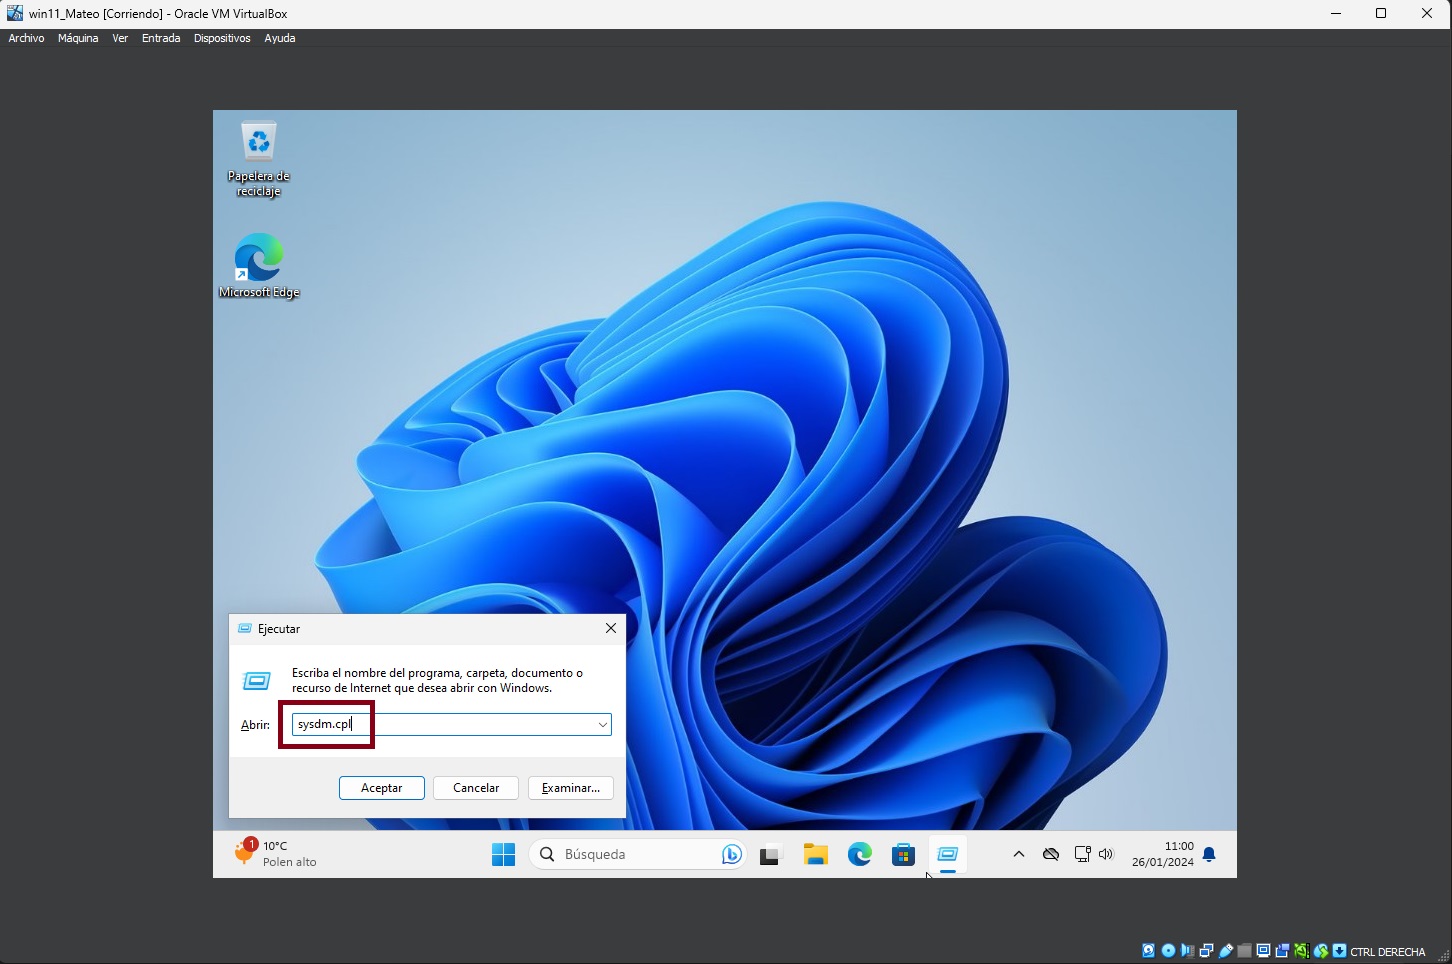 win11_Mateo [Corriendo] - Oracle VM VirtualBox
Archivo Máquina Ver Entrada Dispositivos Ayuda
Papelera de
reciclaje
Microsoft Edge
Ejecutar
Escriba el nombre del programa, carpeta, documento o
recurso de Internet que desea abrir con Windows.
Abrir: sysdm.cpl
Aceptar Cancelar Examinar...
1
10°C
Polen alto
Búsqueda
11:00
26/01/2024
CTRL DERECHA